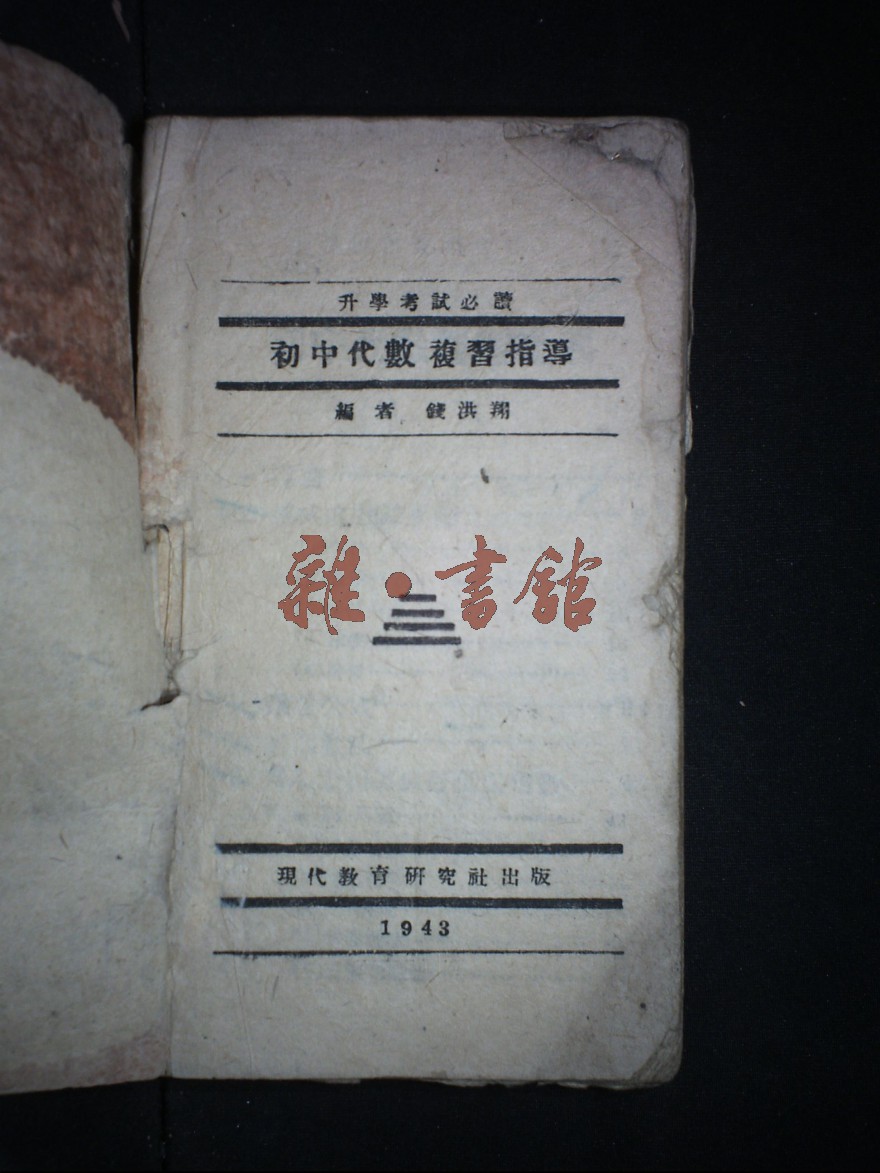 升學考試必讀
初中代數複習指導
編者 錢洪翔
雜·書館
現代教育研究社出版
1943